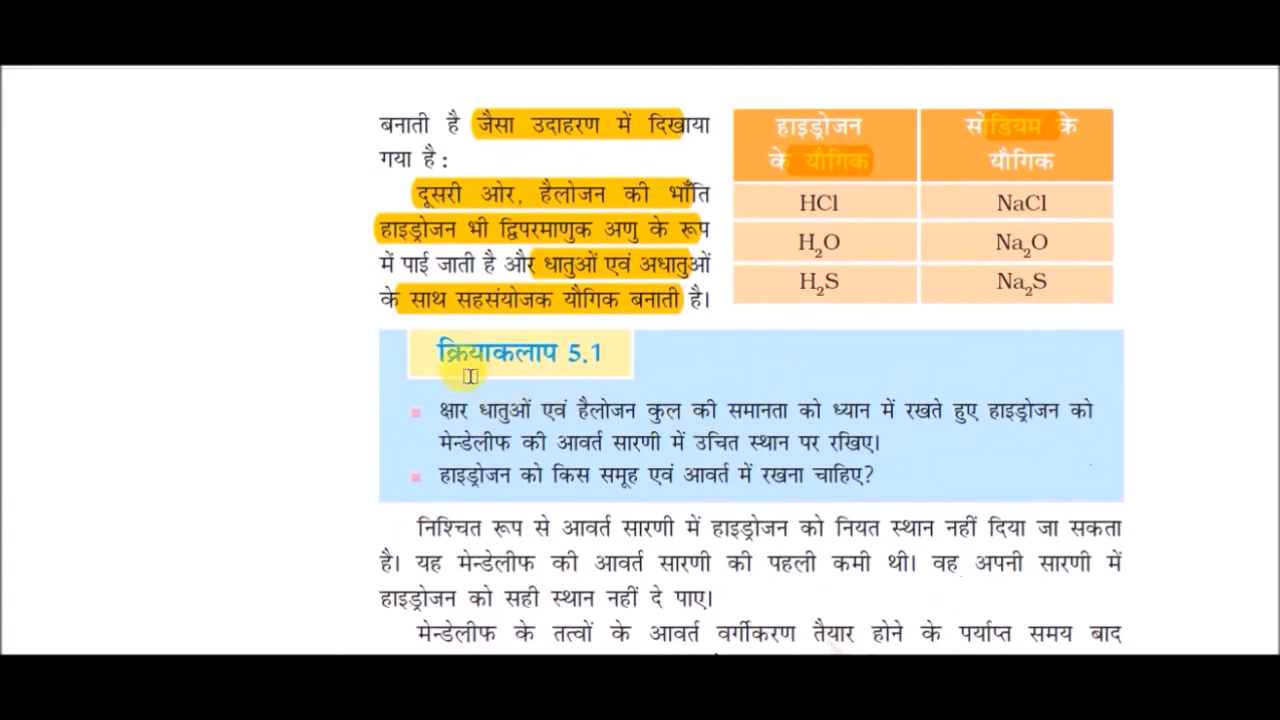 बनाती है जैसा उदाहरण में दिखाया
गया है :
दूसरी ओर, हैलोजन की भाँति
हाइड्रोजन भी द्विपरमाणुक अणु के रूप
में पाई जाती है और धातुओं एवं अधातुओं
के साथ सहसंयोजक यौगिक बनाती है।
हाइड्रोजन के यौगिक
सोडियम के यौगिक
HCl NaCl
H₂O Na₂O
H₂S Na₂S
क्रियाकलाप 5.1
क्षार धातुओं एवं हैलोजन कुल की समानता को ध्यान में रखते हुए हाइड्रोजन को
मेन्डेलीफ की आवर्त सारणी में उचित स्थान पर रखिए।
हाइड्रोजन को किस समूह एवं आवर्त में रखना चाहिए?
निश्चित रूप से आवर्त सारणी में हाइड्रोजन को नियत स्थान नहीं दिया जा सकता
है। यह मेन्डेलीफ की आवर्त सारणी की पहली कमी थी। वह अपनी सारणी में
हाइड्रोजन को सही स्थान नहीं दे पाए।
मेन्डेलीफ के तत्वों के आवर्त वर्गीकरण तैयार होने के पर्याप्त समय बाद